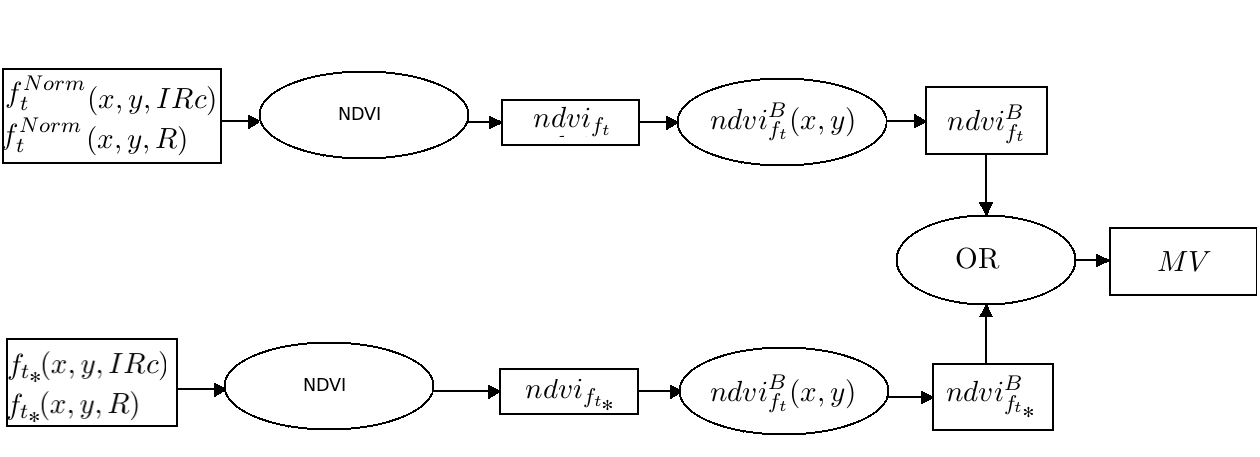 $f_t^{Norm}(x, y, IRc)$
$f_t^{Norm}(x, y, R)$
NDVI
$ndvi_{f_t}$
$ndvi_{f_t}^B(x, y)$
$ndvi_{f_t}^B$
OR
$MV$
$f_{t_*}(x, y, IRc)$
$f_{t_*}(x, y, R)$
NDVI
$ndvi_{f_{t_*}}$
$ndvi_{f_t}^B(x, y)$
$ndvi_{f_{t_*}}^B$